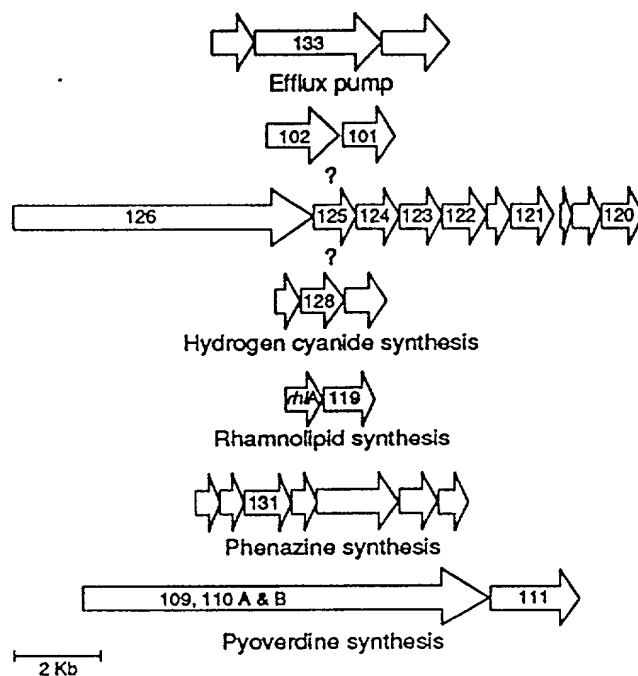 133
Efflux pump
102 101
?
126 125 124 123 122 121 120
?
128
Hydrogen cyanide synthesis
rhlA 119
Rhamnolipid synthesis
131
Phenazine synthesis
109, 110 A & B 111
Pyoverdine synthesis
2 Kb